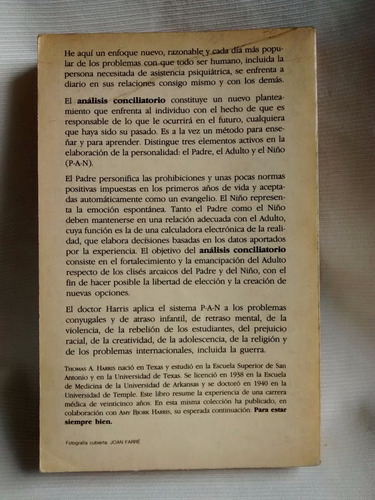 He aquí un enfoque nuevo, razonable y cada día más popu-
lar de los problemas con que todo ser humano, incluida la
persona necesitada de asistencia psiquiátrica, se enfrenta a
diario en sus relaciones consigo mismo y con los demás.
El análisis conciliatorio constituye un nuevo plantea-
miento que enfrenta al individuo con el hecho de que es
responsable de lo que le ocurrirá en el futuro, cualquiera
que haya sido su pasado. Es a la vez un método para ense-
ñar y para aprender. Distingue tres elementos activos en la
elaboración de la personalidad: el Padre, el Adulto y el Niño
(P-A-N).
El Padre personifica las prohibiciones y unas pocas normas
positivas impuestas en los primeros años de vida y acepta-
das automáticamente como un evangelio. El Niño represen-
ta la emoción espontánea. Tanto el Padre como el Niño
deben mantenerse en una relación adecuada con el Adulto,
cuya función es la de una calculadora electrónica de la reali-
dad, que elabora decisiones basadas en los datos aportados
por la experiencia. El objetivo del análisis conciliatorio
consiste en el fortalecimiento y la emancipación del Adulto
respecto de los clisés arcaicos del Padre y del Niño, con el
fin de hacer posible la libertad de elección y la creación de
nuevas opciones.
El doctor Harris aplica el sistema P-A-N a los problemas
conyugales y de atraso infantil, de retraso mental, de la
violencia, de la rebelión de los estudiantes, del prejuicio
racial, de la creatividad, de la adolescencia, de la religión y
de los problemas internacionales, incluida la guerra.
THOMAS A. HARRIS nació en Texas y estudió en la Escuela Superior de San
Antonio y en la Universidad de Texas. Se licenció en 1938 en la Escuela
de Medicina de la Universidad de Arkansas y se doctoró en 1940 en la
Universidad de Temple. Este libro resume la experiencia de una carrera
médica de veinticinco años. En esta misma colección ha publicado, en
colaboración con AMY BJORK HARRIS, su esperada continuación: Para estar
siempre bien.
Fotografía cubierta: JOAN FARRÉ